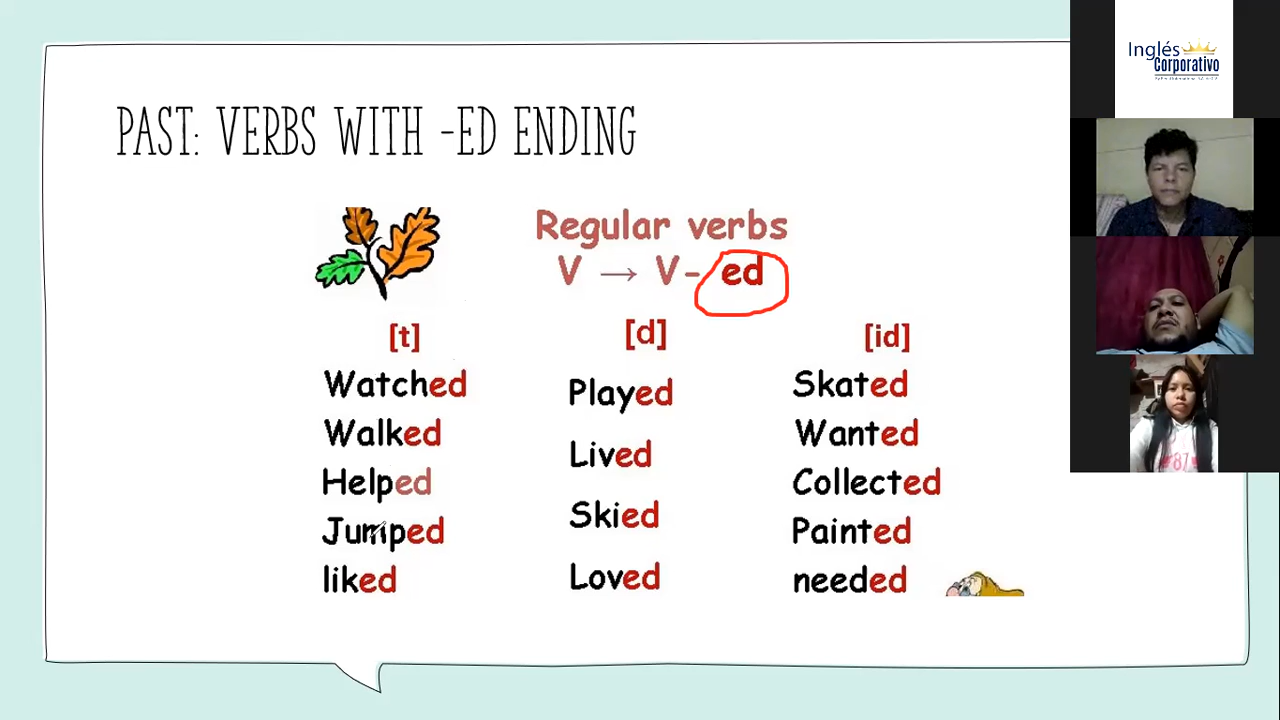 PAST: VERBS WITH -ED ENDING
Regular verbs
V → V- ed
[t]
Watched
Walked
Helped
Jumped
liked
[d]
Played
Lived
Skied
Loved
[id]
Skated
Wanted
Collected
Painted
needed
Inglés
Corporativo
#87